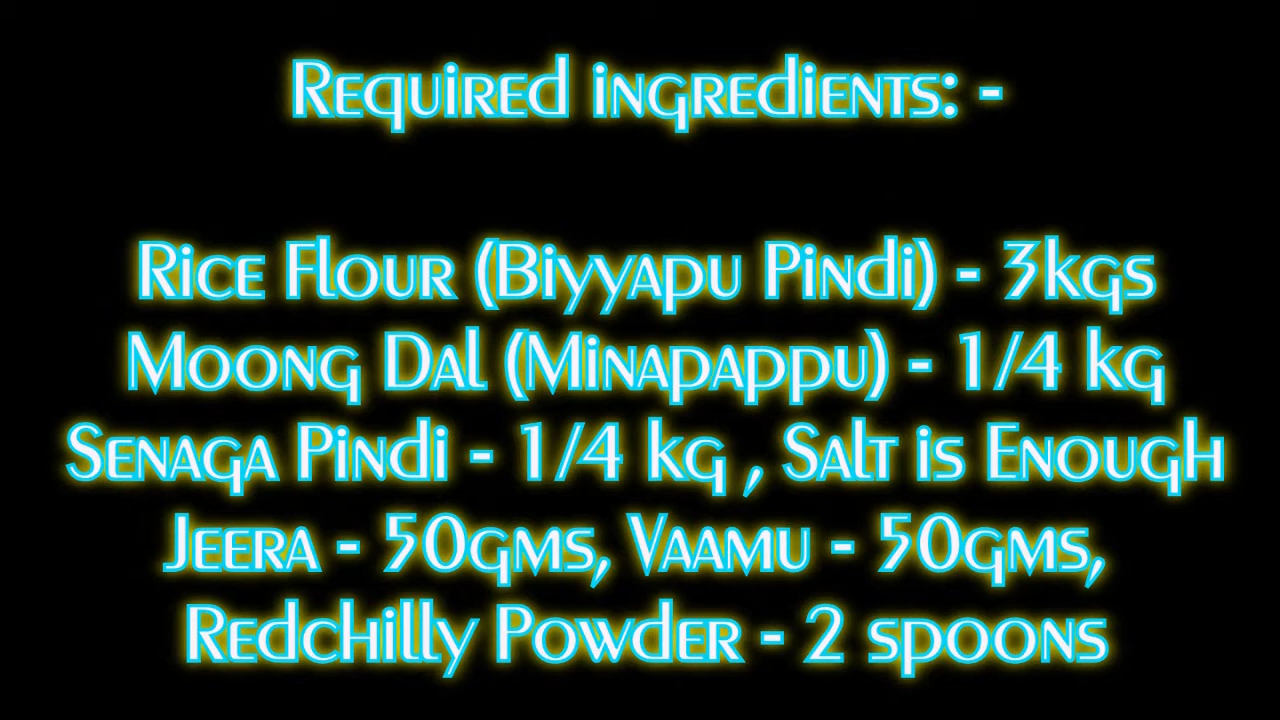 Required ingredients: -
Rice Flour (Biyyapu Pindi) - 3kgs
Moong Dal (Minapappu) - 1/4 kg
Senaga Pindi - 1/4 kg , Salt is Enough
Jeera - 50gms, Vaamu - 50gms,
Redchilly Powder - 2 spoons